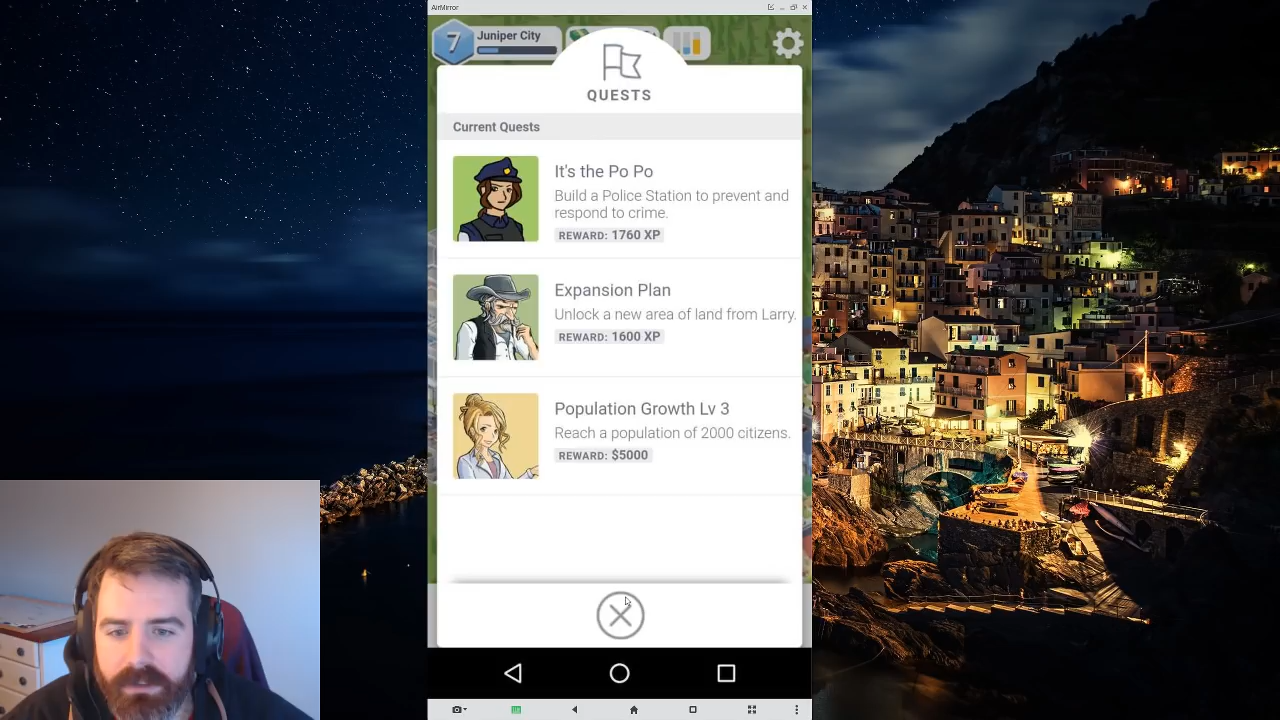 AirMirror
7
Juniper City
QUESTS
Current Quests
It's the Po Po
Build a Police Station to prevent and
respond to crime.
REWARD: 1760 XP
Expansion Plan
Unlock a new area of land from Larry.
REWARD: 1600 XP
Population Growth Lv 3
Reach a population of 2000 citizens.
REWARD: $5000